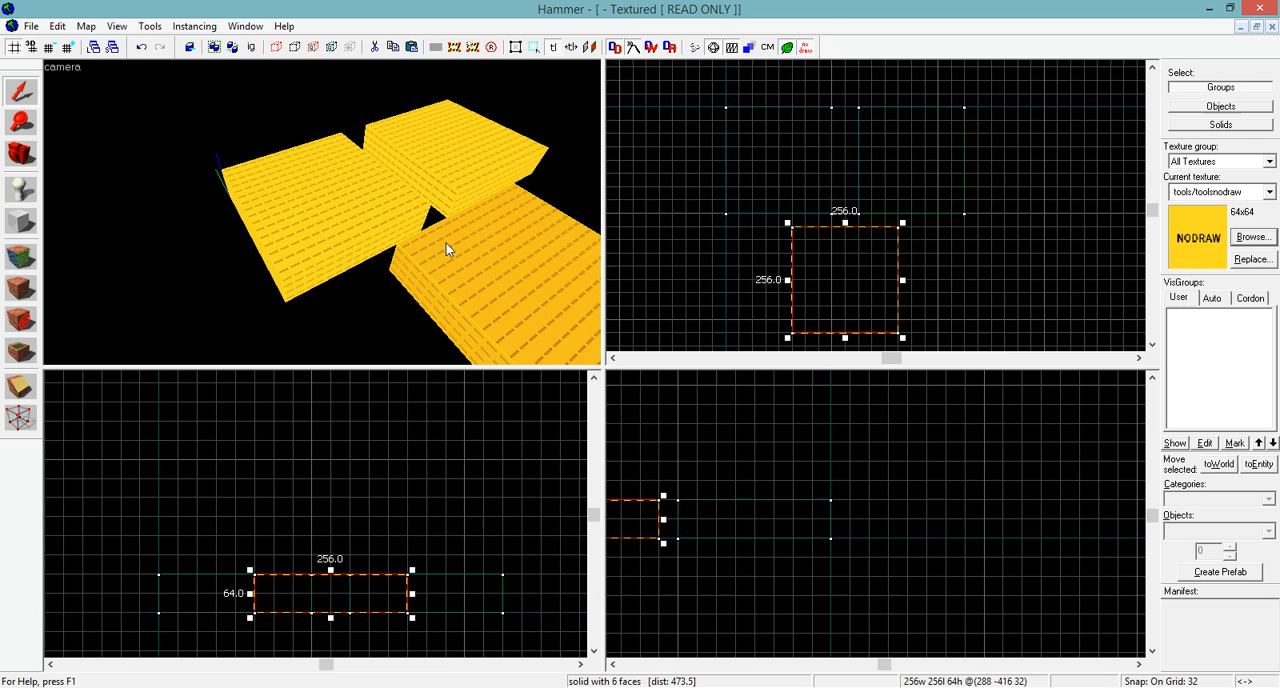 Hammer - [ - Textured [ READ ONLY ]]
File Edit Map View Tools Instancing Window Help
CM
camera
256.0
256.0
256.0
64.0
Select:
Groups
Objects
Solids
Texture group:
All Textures
Current texture:
tools/toolsnodraw
64x64
NODRAW
Browse...
Replace...
VisGroups:
User Auto Cordon
Show Edit Mark
Move selected: toWorld toEntity
Categories:
Objects:
0
Create Prefab
Manifest:
For Help, press F1
solid with 6 faces [dist: 473.5]
256w 256l 64h @(288 -416 32)
Snap: On Grid: 32
<->